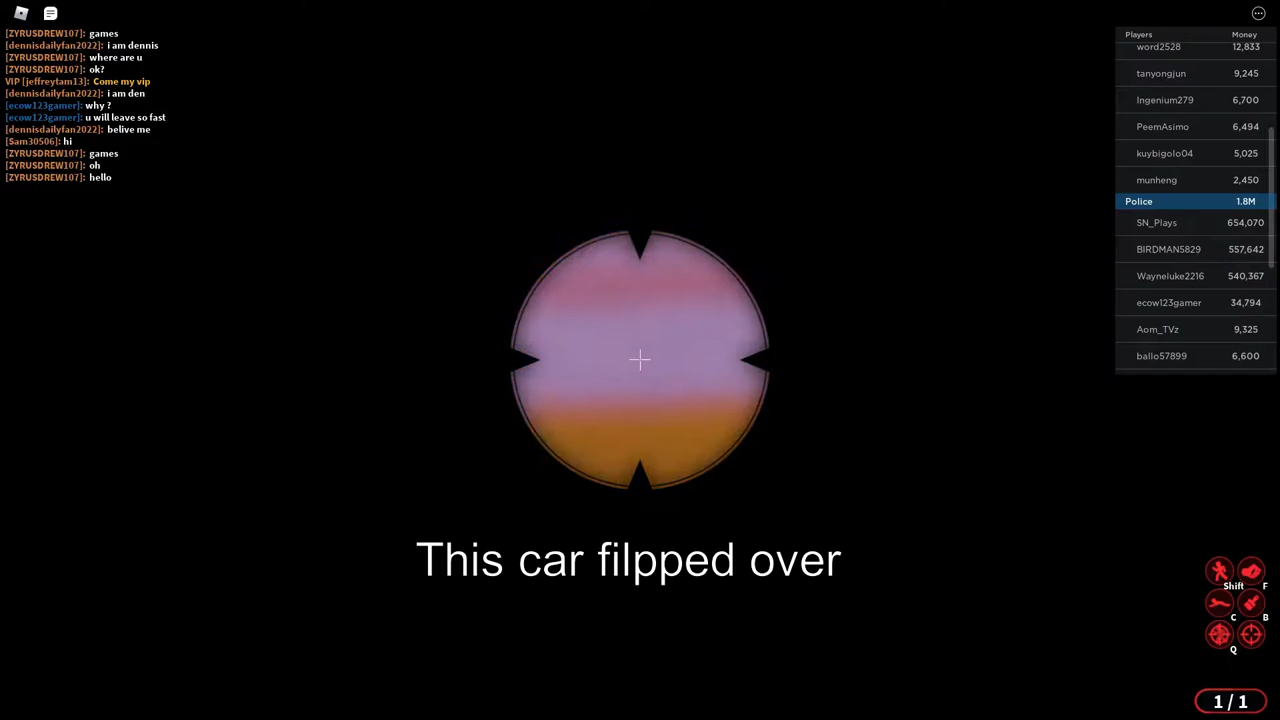 [ZYRUSDREW107]: games
[dennisdailyfan2022]: i am dennis
[ZYRUSDREW107]: where are u
[ZYRUSDREW107]: ok?
VIP [jeffreytam13]: Come my vip
[dennisdailyfan2022]: i am den
[ecow123gamer]: why ?
[ecow123gamer]: u will leave so fast
[dennisdailyfan2022]: belive me
[Sam30506]: hi
[ZYRUSDREW107]: games
[ZYRUSDREW107]: oh
[ZYRUSDREW107]: hello
Players Money
word2528 12,833
tanyongjun 9,245
Ingenium279 6,700
PeemAsimo 6,494
kuybigolo04 5,025
munheng 2,450
Police 1.8M
SN_Plays 654,070
BIRDMAN5829 557,642
Wayneluke2216 540,367
ecow123gamer 34,794
Aom_TVz 9,325
ballo57899 6,600
This car filpped over
Shift F
C B
Q
1 / 1